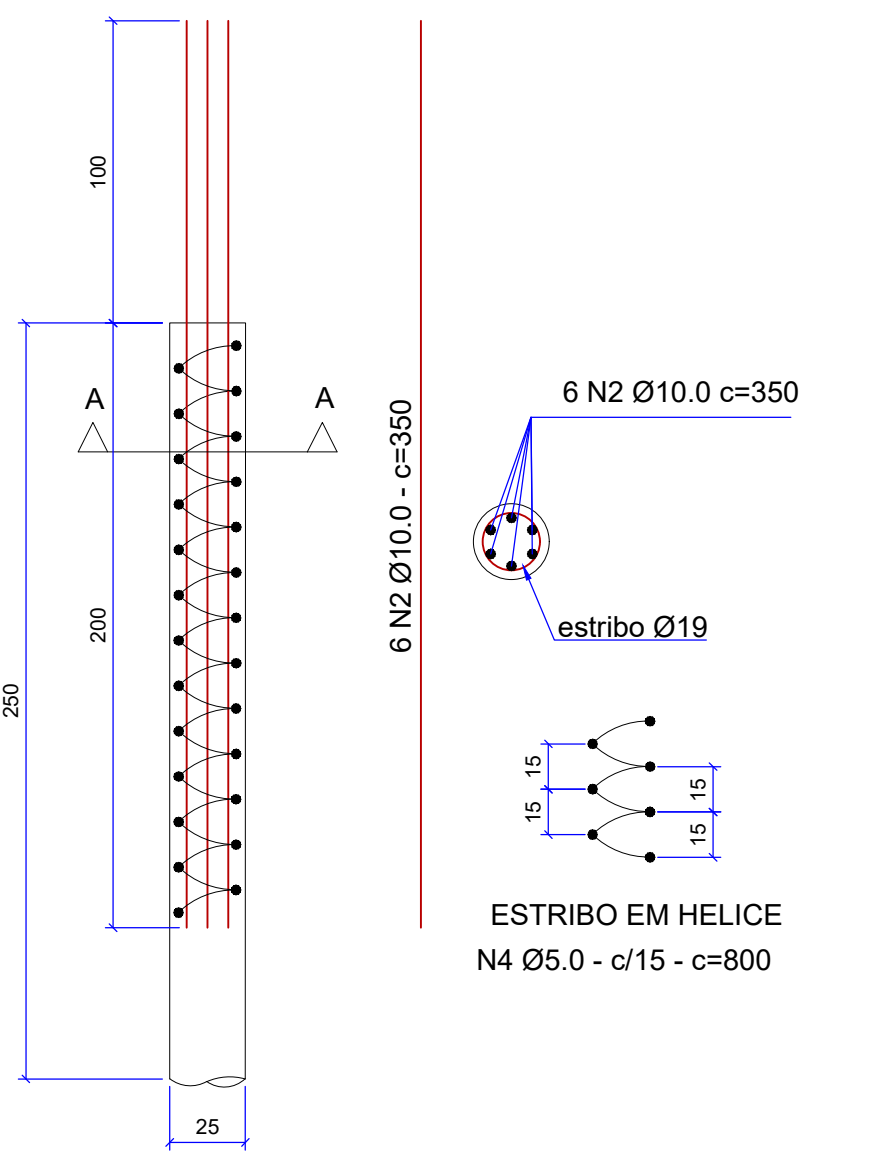 100
A
A
6 N2 Ø10.0 c=350
6 N2 Ø10.0 - c=350
200
estribo Ø19
250
15
15
15
15
ESTRIBO EM HELICE
N4 Ø5.0 - c/15 - c=800
25